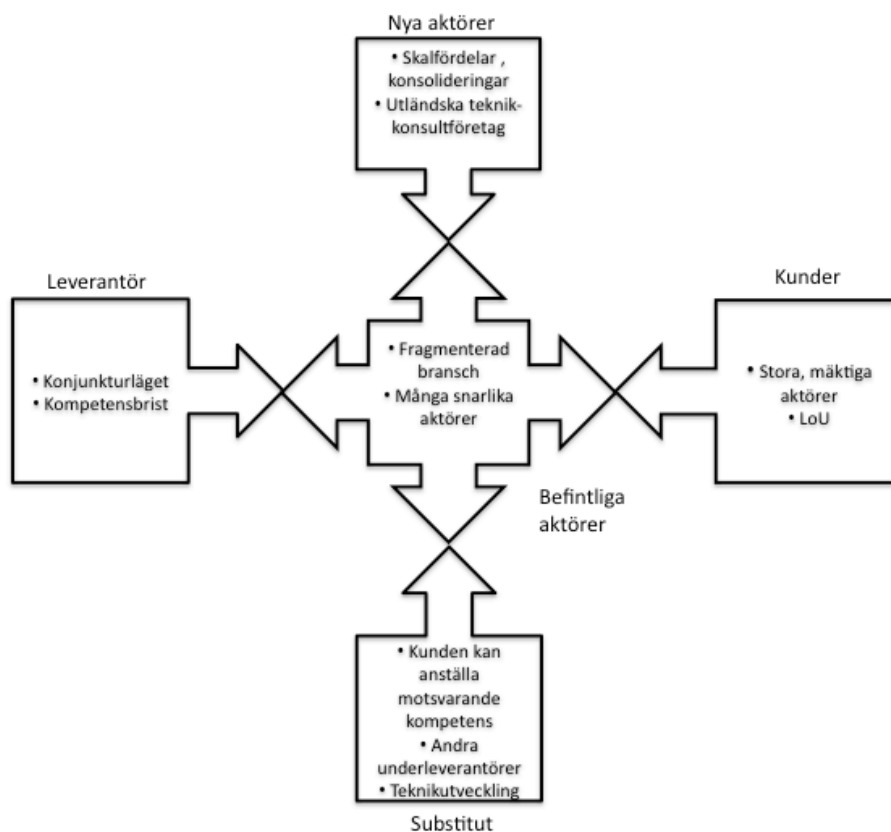 Nya aktörer
• Skalfördelar ,
konsolideringar
• Utländska teknik-
konsultföretag
Leverantör
• Konjunkturläget
• Kompetensbrist
• Fragmenterad
bransch
• Många snarlika
aktörer
Kunder
• Stora, mäktiga
aktörer
• LoU
Befintliga
aktörer
• Kunden kan
anställa
motsvarande
kompetens
• Andra
underleverantörer
• Teknikutveckling
Substitut